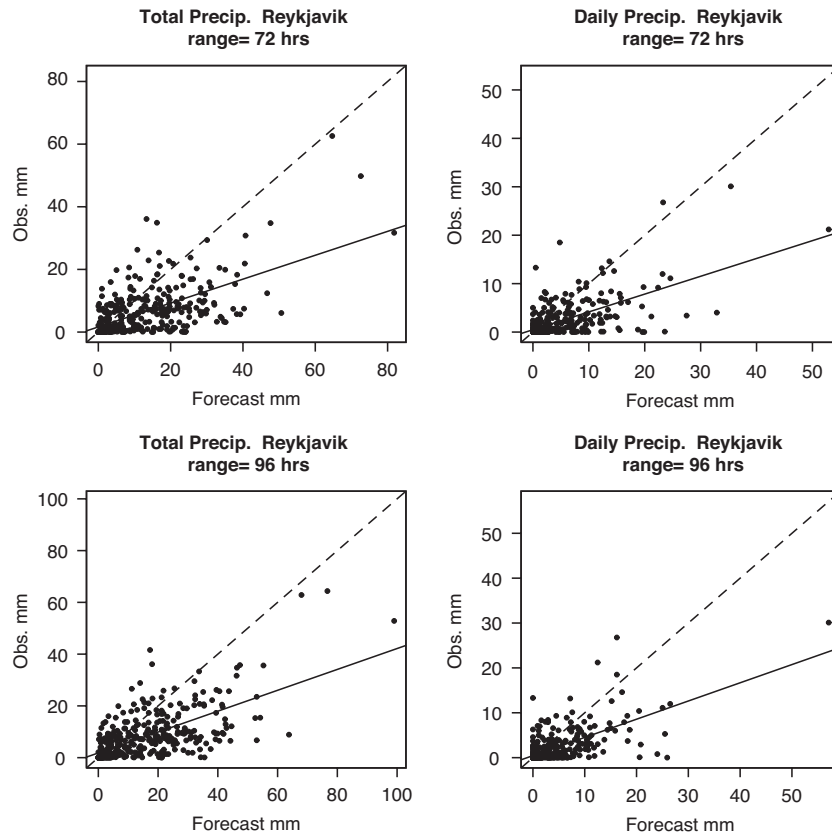 Total Precip.  Reykjavik
range= 72 hrs
80
60
40
20
0
Obs. mm
0 20 40 60 80
Forecast mm
Daily Precip.  Reykjavik
range= 72 hrs
50
40
30
20
10
0
Obs. mm
0 10 20 30 40 50
Forecast mm
Total Precip.  Reykjavik
range= 96 hrs
100
80
60
40
20
0
Obs. mm
0 20 40 60 80 100
Forecast mm
Daily Precip.  Reykjavik
range= 96 hrs
50
40
30
20
10
0
Obs. mm
0 10 20 30 40 50
Forecast mm